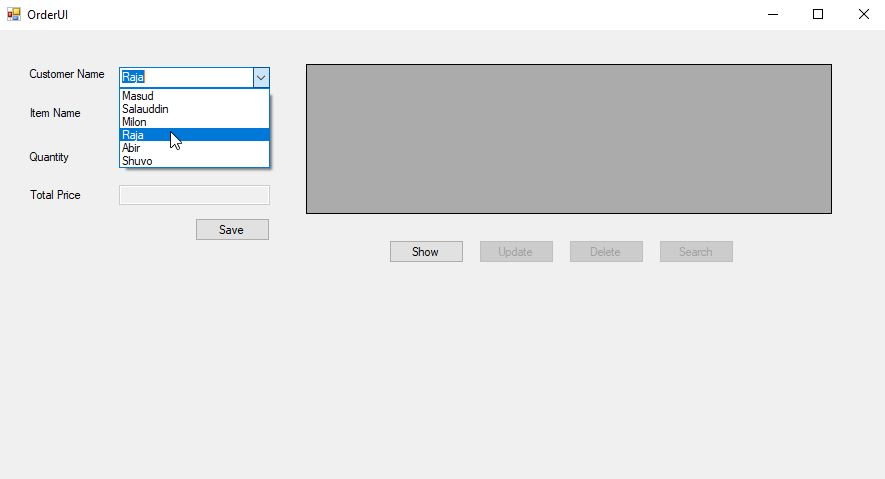 OrderUI
Customer Name Raja
Masud
Salauddin
Item Name
Milon
Raja
Abir
Quantity
Shuvo
Total Price
Save
Show Update Delete Search